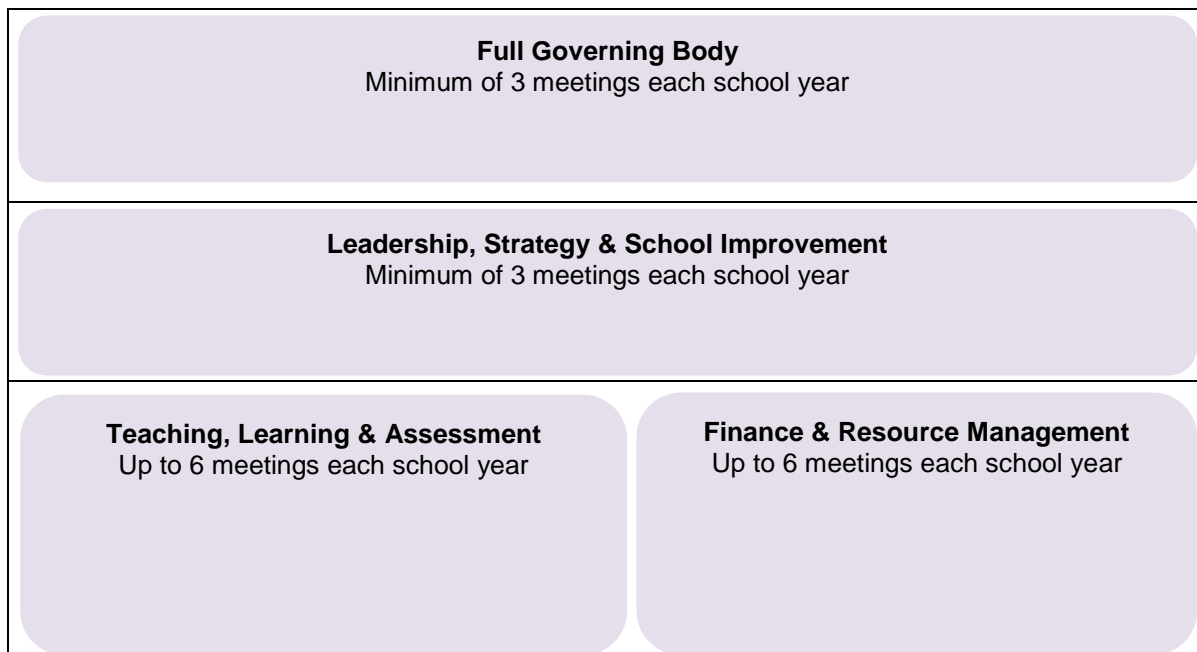 Full Governing Body
Minimum of 3 meetings each school year
Leadership, Strategy & School Improvement
Minimum of 3 meetings each school year
Teaching, Learning & Assessment
Up to 6 meetings each school year
Finance & Resource Management
Up to 6 meetings each school year